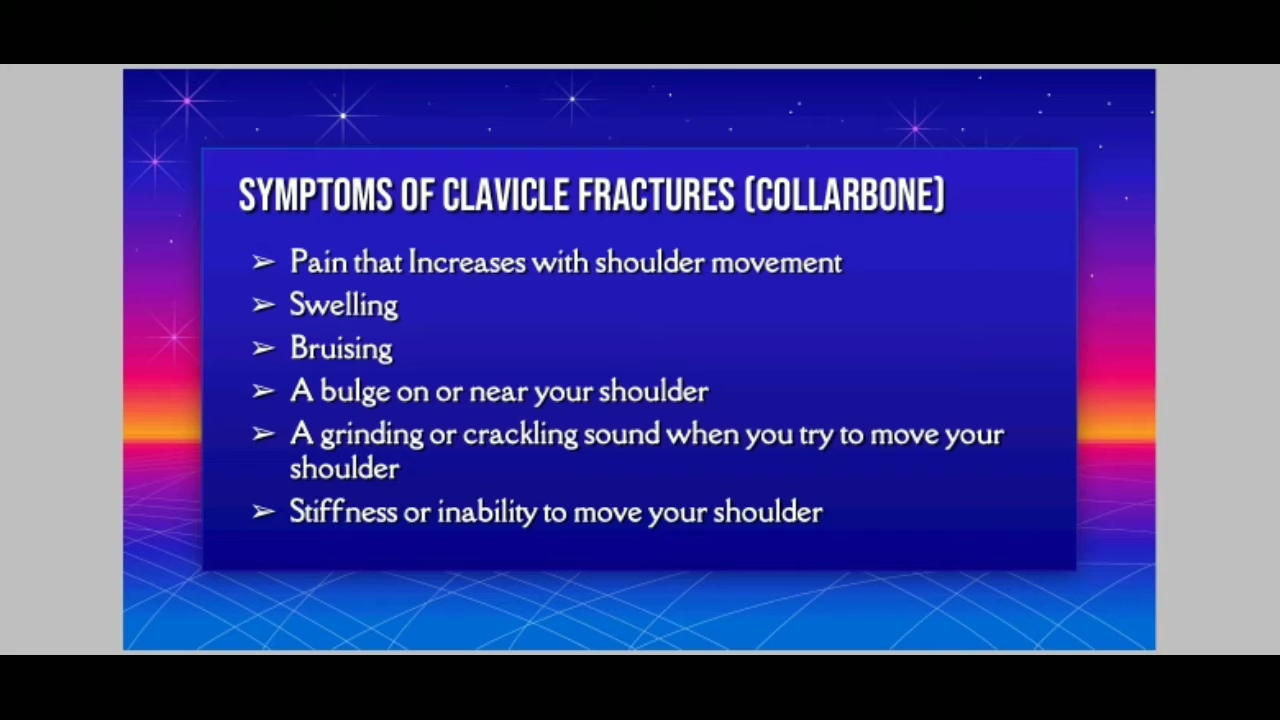 SYMPTOMS OF CLAVICLE FRACTURES (COLLARBONE)
➢ Pain that Increases with shoulder movement
➢ Swelling
➢ Bruising
➢ A bulge on or near your shoulder
➢ A grinding or crackling sound when you try to move your
shoulder
➢ Stiffness or inability to move your shoulder